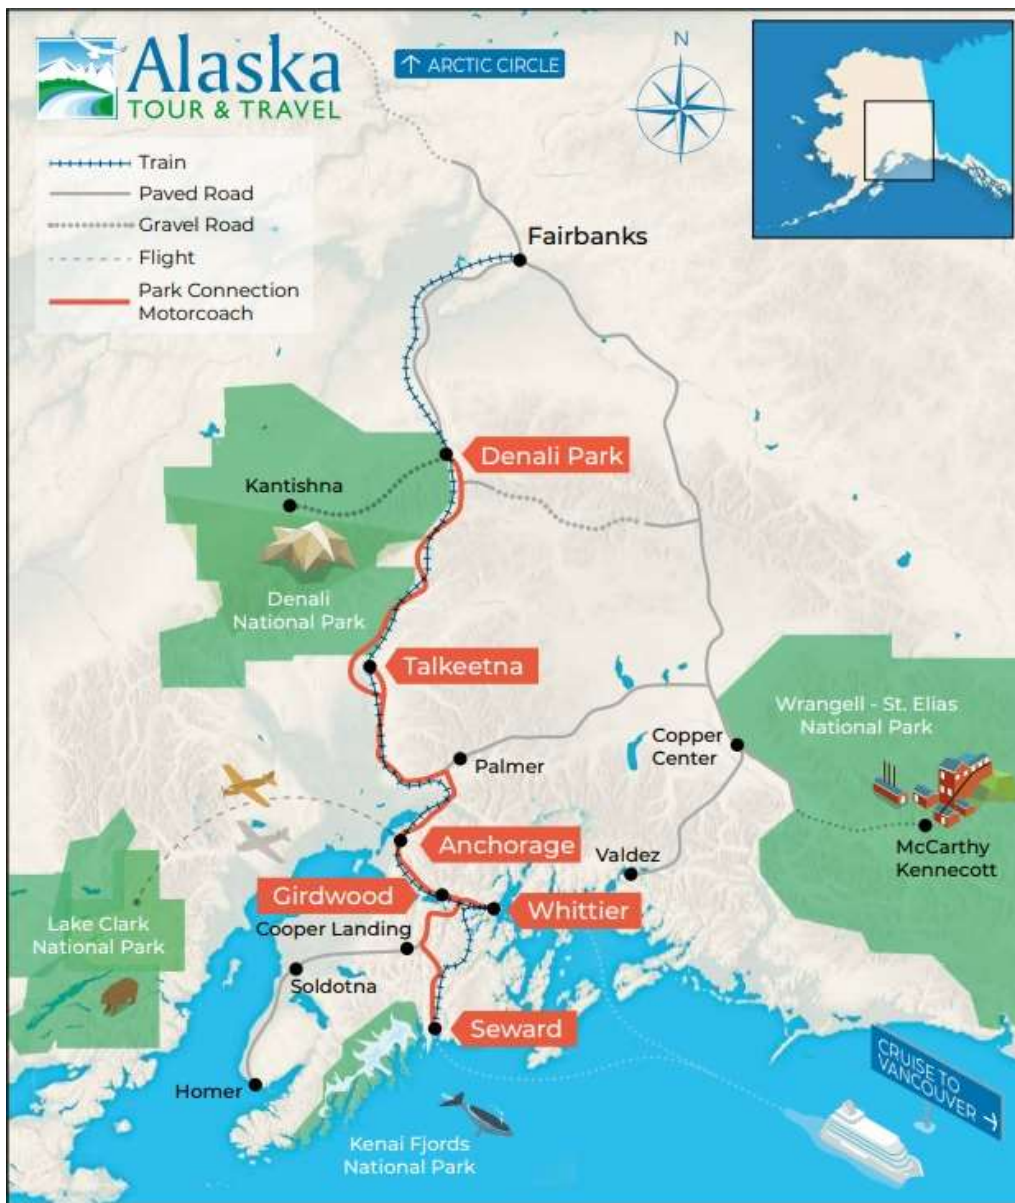 Alaska
TOUR & TRAVEL
↑ ARCTIC CIRCLE
N
Train
Paved Road
Gravel Road
Flight
Park Connection
Motorcoach
Fairbanks
Denali Park
Kantishna
Denali
National Park
Talkeetna
Wrangell - St. Elias
National Park
Copper
Center
Palmer
Anchorage
McCarthy
Kennecott
Valdez
Girdwood
Whittier
Lake Clark
National Park
Cooper Landing
Soldotna
Seward
Homer
Kenai Fjords
National Park
CRUISE TO
VANCOUVER →